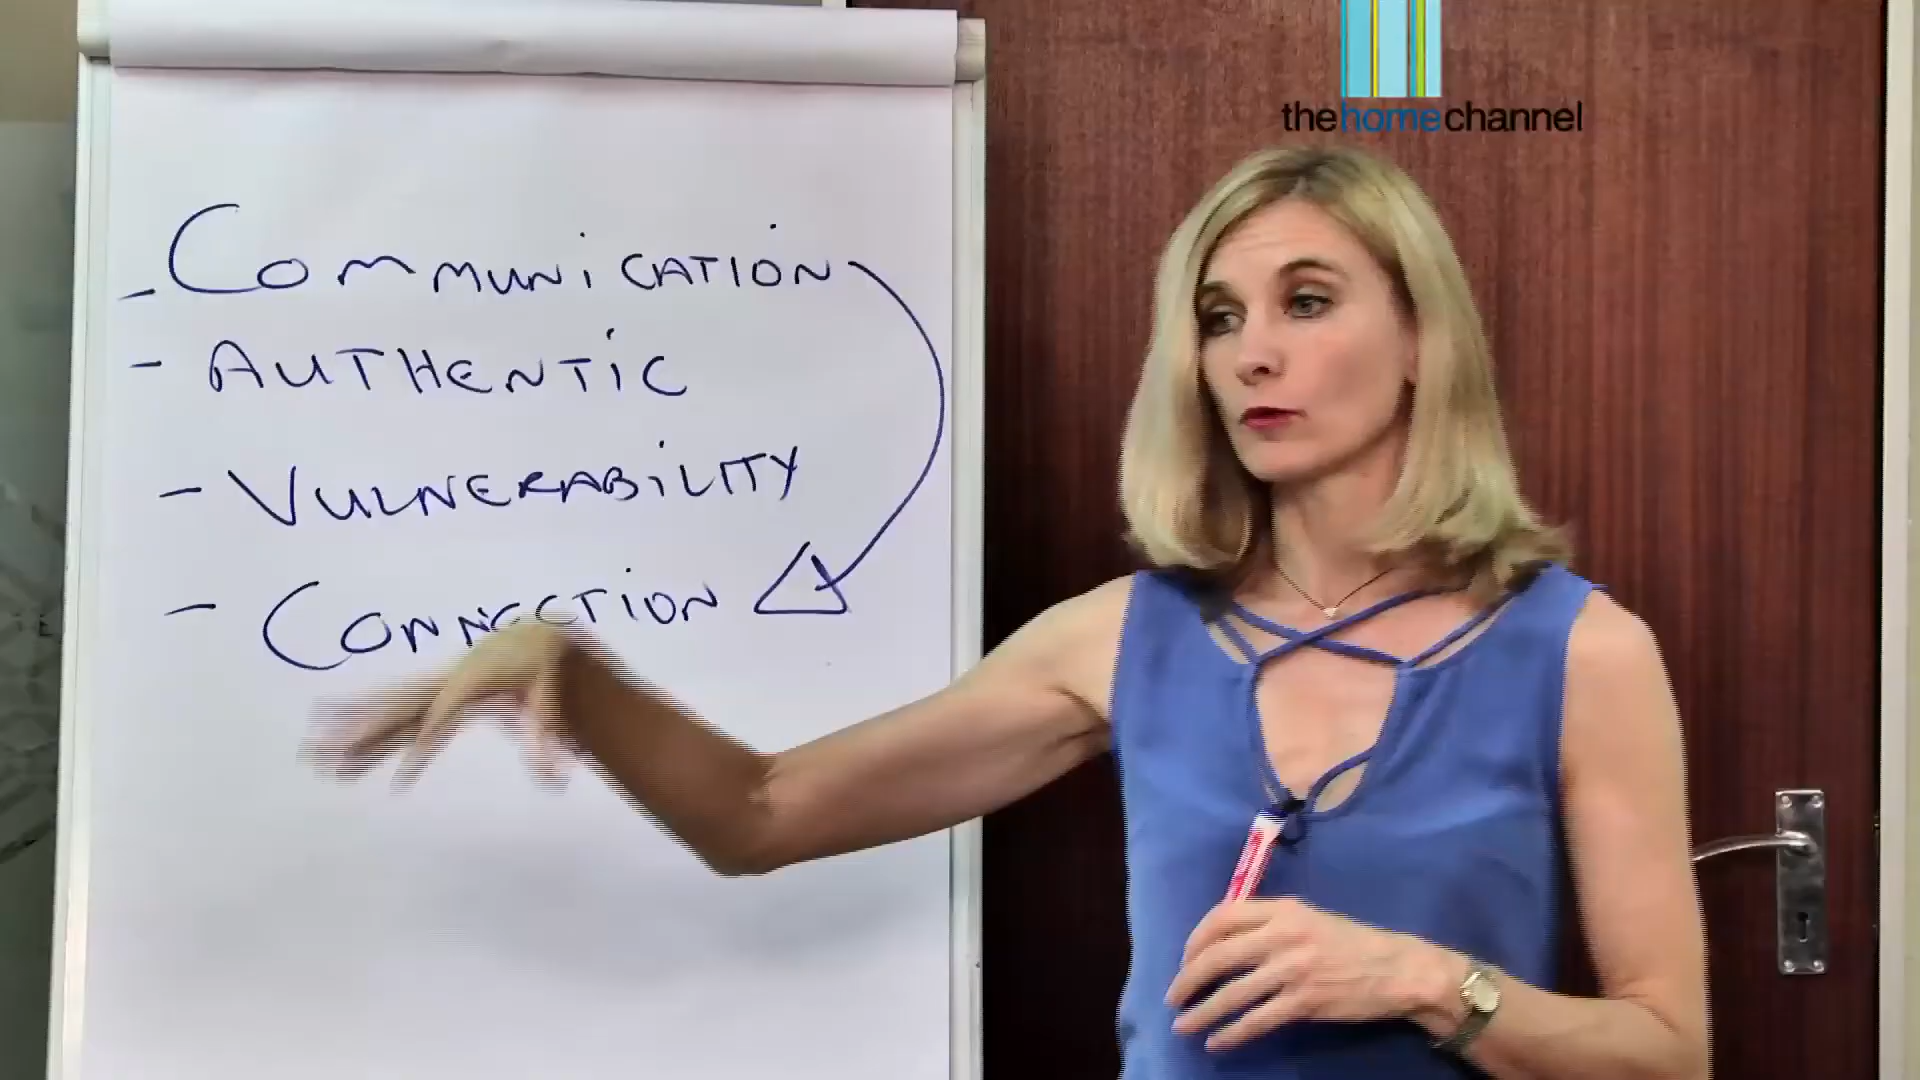 thehomechannel
- COMMUNiCATION
- AUTHENTiC
- VULNERABiLITY
- CONNECTiON